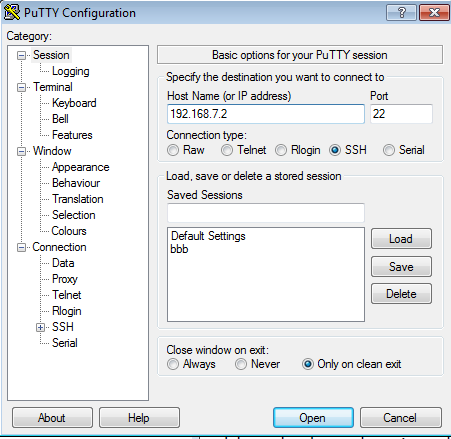 PuTTY Configuration
Category:
Session
Logging
Terminal
Keyboard
Bell
Features
Window
Appearance
Behaviour
Translation
Selection
Colours
Connection
Data
Proxy
Telnet
Rlogin
SSH
Serial
Basic options for your PuTTY session
Specify the destination you want to connect to
Host Name (or IP address) Port
192.168.7.2 22
Connection type:
Raw Telnet Rlogin SSH Serial
Load, save or delete a stored session
Saved Sessions
Default Settings
bbb
Load
Save
Delete
Close window on exit:
Always Never Only on clean exit
About Help Open Cancel